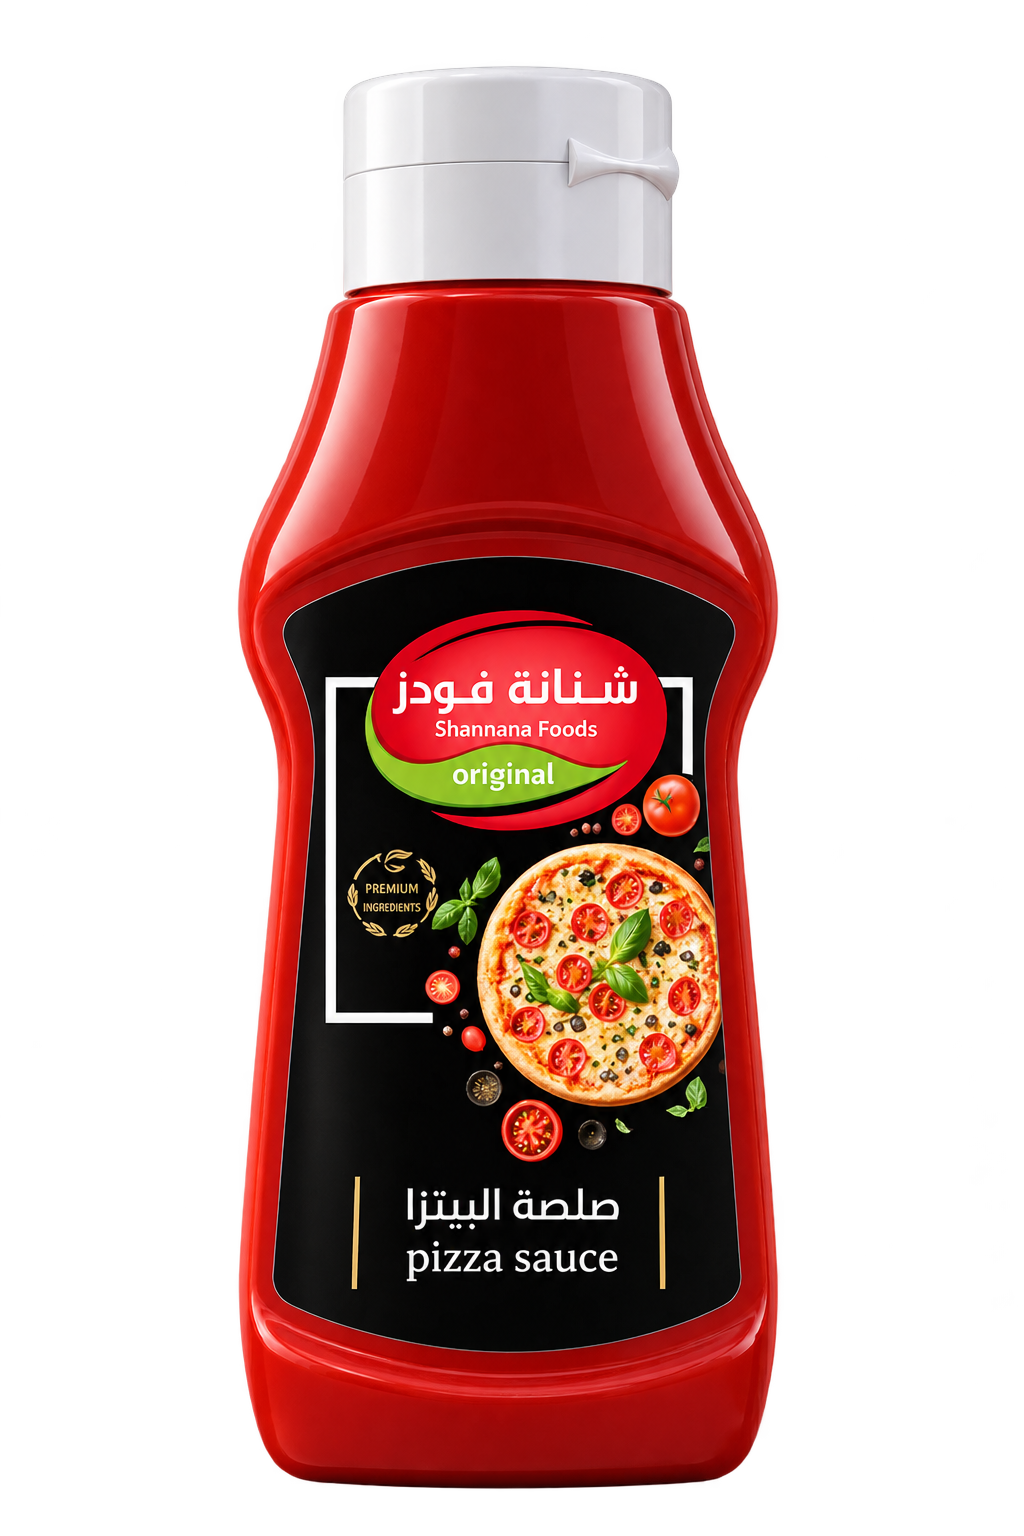 شنانة فودز
Shannana Foods
original
PREMIUM
INGREDIENTS
صلصة البيتزا
pizza sauce